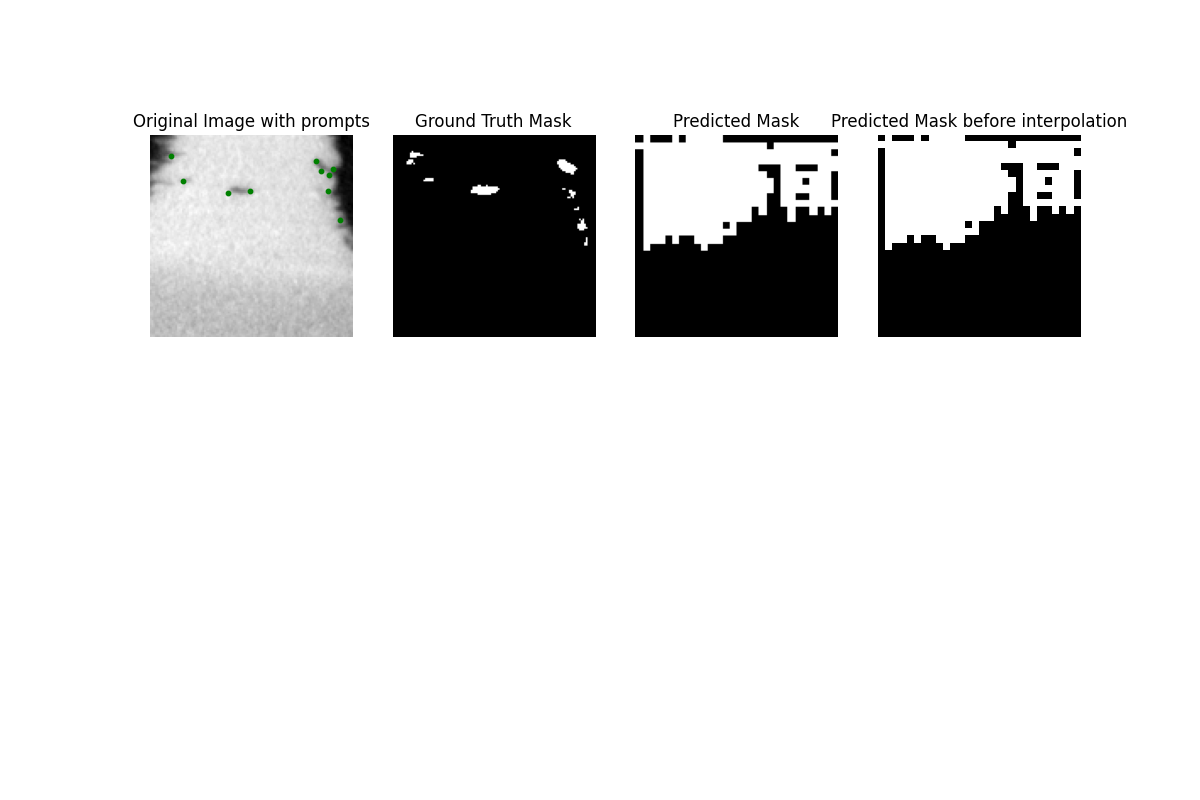 Original Image with prompts
Ground Truth Mask
Predicted Mask
Predicted Mask before interpolation